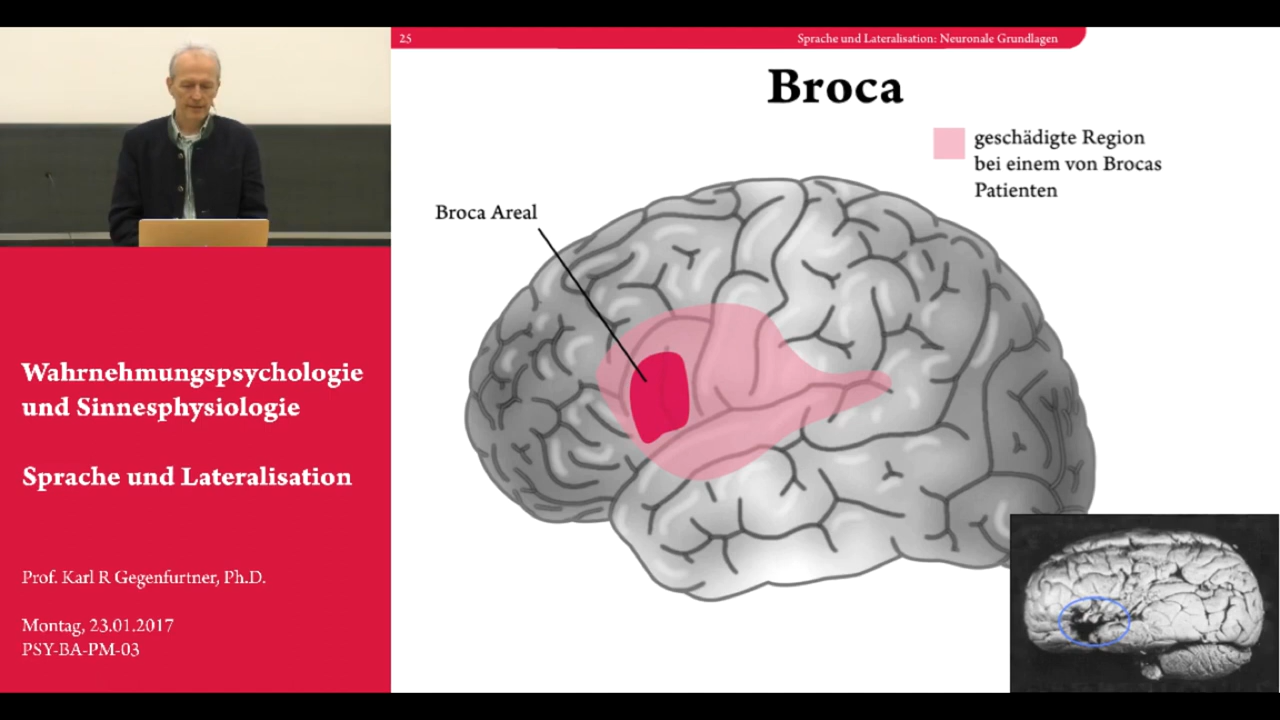 25
Sprache und Lateralisation: Neuronale Grundlagen
Broca
geschädigte Region
bei einem von Brocas
Patienten
Broca Areal
Wahrnehmungspsychologie
und Sinnesphysiologie
Sprache und Lateralisation
Prof. Karl R Gegenfurtner, Ph.D.
Montag, 23.01.2017
PSY-BA-PM-03